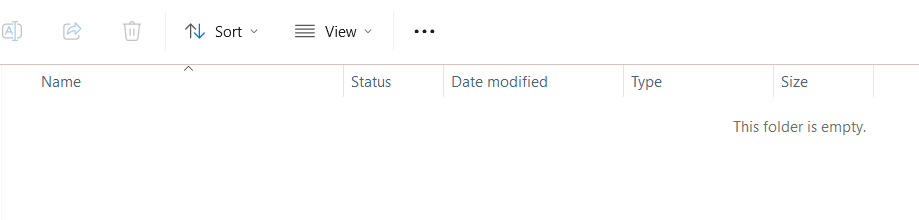 Sort View
Name Status Date modified Type Size
This folder is empty.